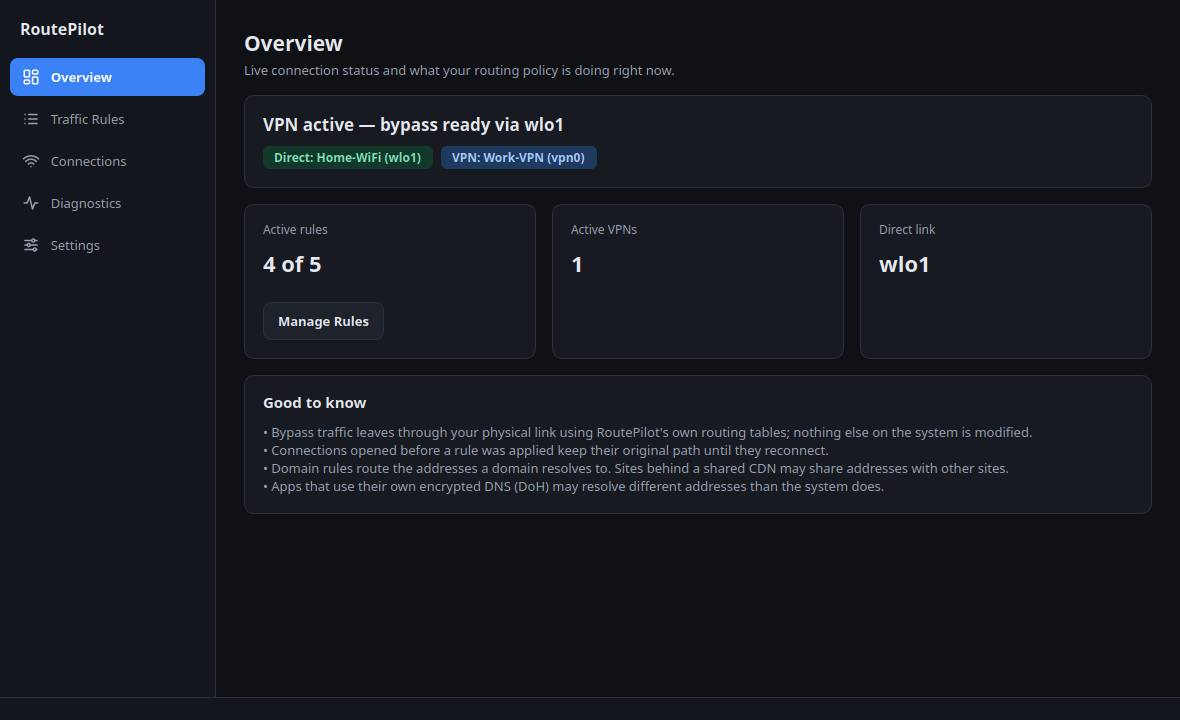 RoutePilot
Overview
Traffic Rules
Connections
Diagnostics
Settings
Overview
Live connection status and what your routing policy is doing right now.
VPN active — bypass ready via wlo1
Direct: Home-WiFi (wlo1) VPN: Work-VPN (vpn0)
Active rules
4 of 5
Manage Rules
Active VPNs
1
Direct link
wlo1
Good to know
• Bypass traffic leaves through your physical link using RoutePilot's own routing tables; nothing else on the system is modified.
• Connections opened before a rule was applied keep their original path until they reconnect.
• Domain rules route the addresses a domain resolves to. Sites behind a shared CDN may share addresses with other sites.
• Apps that use their own encrypted DNS (DoH) may resolve different addresses than the system does.